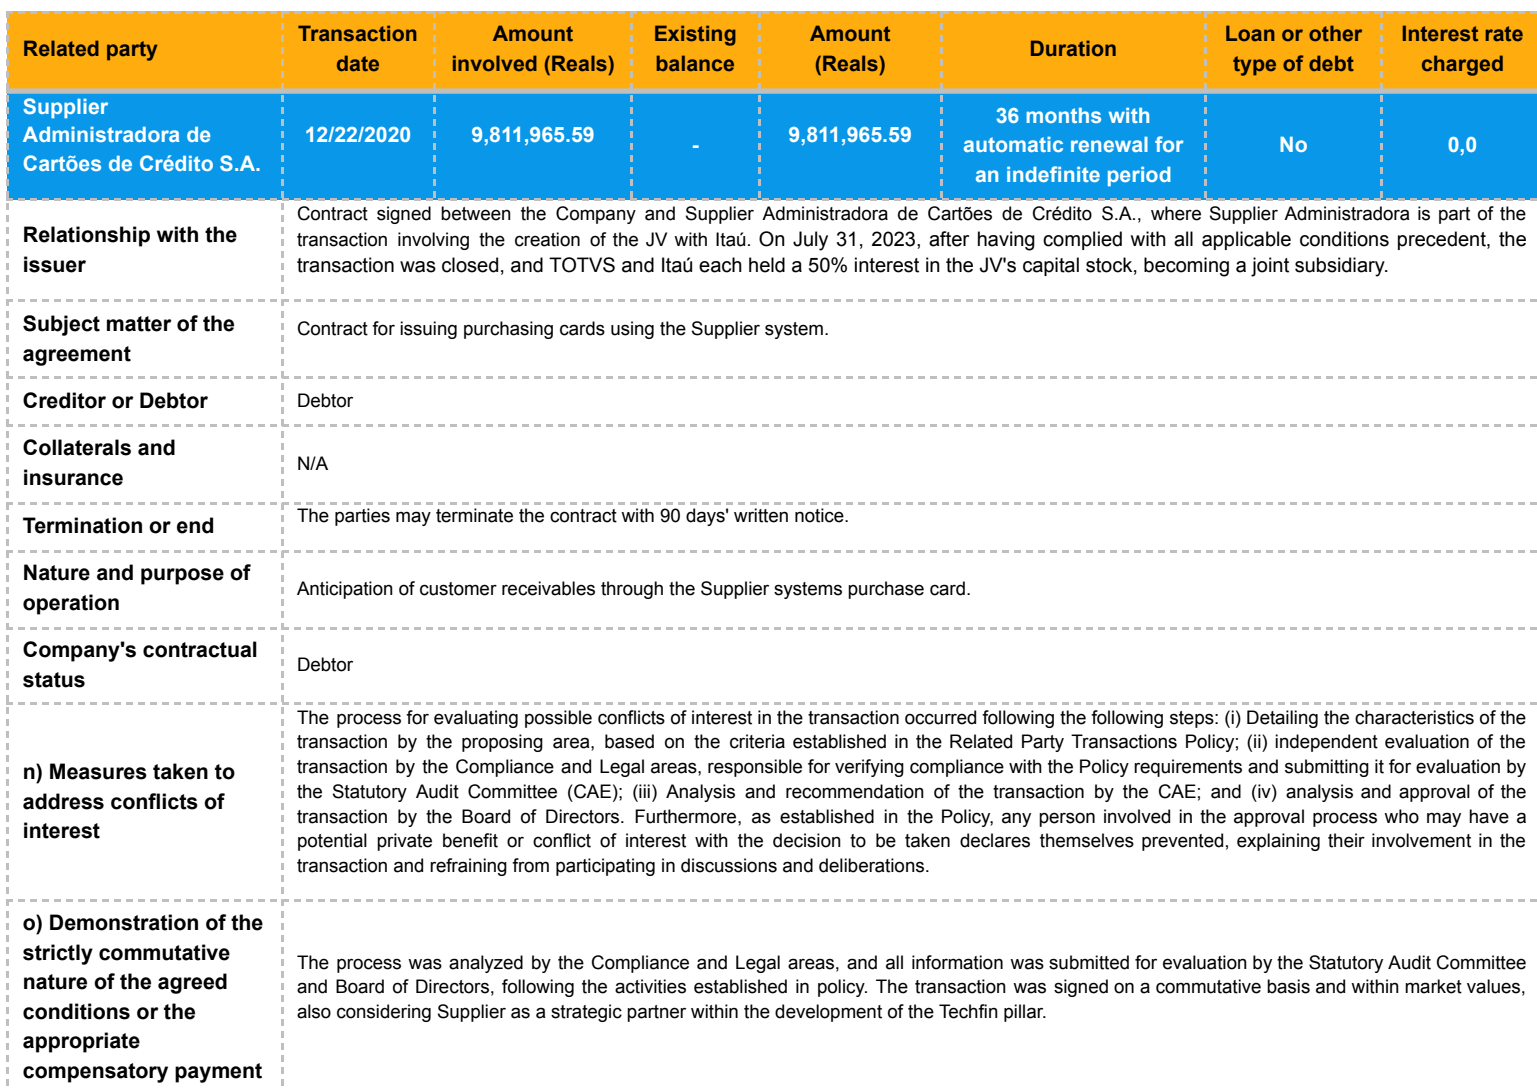 Related party
Transaction date
Amount involved (Reals)
Existing balance
Amount (Reals)
Duration
Loan or other type of debt
Interest rate charged
Supplier
Administradora de
Cartões de Crédito S.A.
12/22/2020
9,811,965.59
-
9,811,965.59
36 months with
automatic renewal for
an indefinite period
No
0,0
Relationship with the
issuer
Contract signed between the Company and Supplier Administradora de Cartões de Crédito S.A., where Supplier Administradora is part of the
transaction involving the creation of the JV with Itaú. On July 31, 2023, after having complied with all applicable conditions precedent, the
transaction was closed, and TOTVS and Itaú each held a 50% interest in the JV's capital stock, becoming a joint subsidiary.
Subject matter of the
agreement
Contract for issuing purchasing cards using the Supplier system.
Creditor or Debtor
Debtor
Collaterals and
insurance
N/A
Termination or end
The parties may terminate the contract with 90 days' written notice.
Nature and purpose of
operation
Anticipation of customer receivables through the Supplier systems purchase card.
Company's contractual
status
Debtor
n) Measures taken to
address conflicts of
interest
The process for evaluating possible conflicts of interest in the transaction occurred following the following steps: (i) Detailing the characteristics of the
transaction by the proposing area, based on the criteria established in the Related Party Transactions Policy; (ii) independent evaluation of the
transaction by the Compliance and Legal areas, responsible for verifying compliance with the Policy requirements and submitting it for evaluation by
the Statutory Audit Committee (CAE); (iii) Analysis and recommendation of the transaction by the CAE; and (iv) analysis and approval of the
transaction by the Board of Directors. Furthermore, as established in the Policy, any person involved in the approval process who may have a
potential private benefit or conflict of interest with the decision to be taken declares themselves prevented, explaining their involvement in the
transaction and refraining from participating in discussions and deliberations.
o) Demonstration of the
strictly commutative
nature of the agreed
conditions or the
appropriate
compensatory payment
The process was analyzed by the Compliance and Legal areas, and all information was submitted for evaluation by the Statutory Audit Committee
and Board of Directors, following the activities established in policy. The transaction was signed on a commutative basis and within market values,
also considering Supplier as a strategic partner within the development of the Techfin pillar.